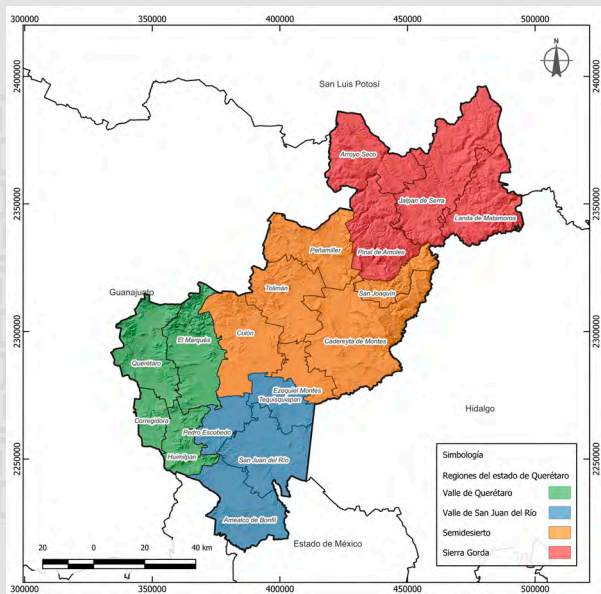 300000 350000 400000 450000 500000
N
2400000 2400000
San Luis Potosí
Arroyo Seco
2350000 2350000
Jalpan de Serra
Landa de Matamoros
Peñamiller
Pinal de Amoles
Tolimán
San Joaquín
Guanajuato
2300000 2300000
El Marqués
Colón
Cadereyta de Montes
Querétaro
Ezequiel Montes
Tequisquiapan
Hidalgo
Corregidora
Pedro Escobedo
Huimilpan
San Juan del Río
2250000 2250000
Amealco de Bonfil
Estado de México
Simbología
Regiones del estado de Querétaro
Valle de Querétaro
Valle de San Juan del Río
Semidesierto
Sierra Gorda
20 0 20 40 km
300000 350000 400000 450000 500000